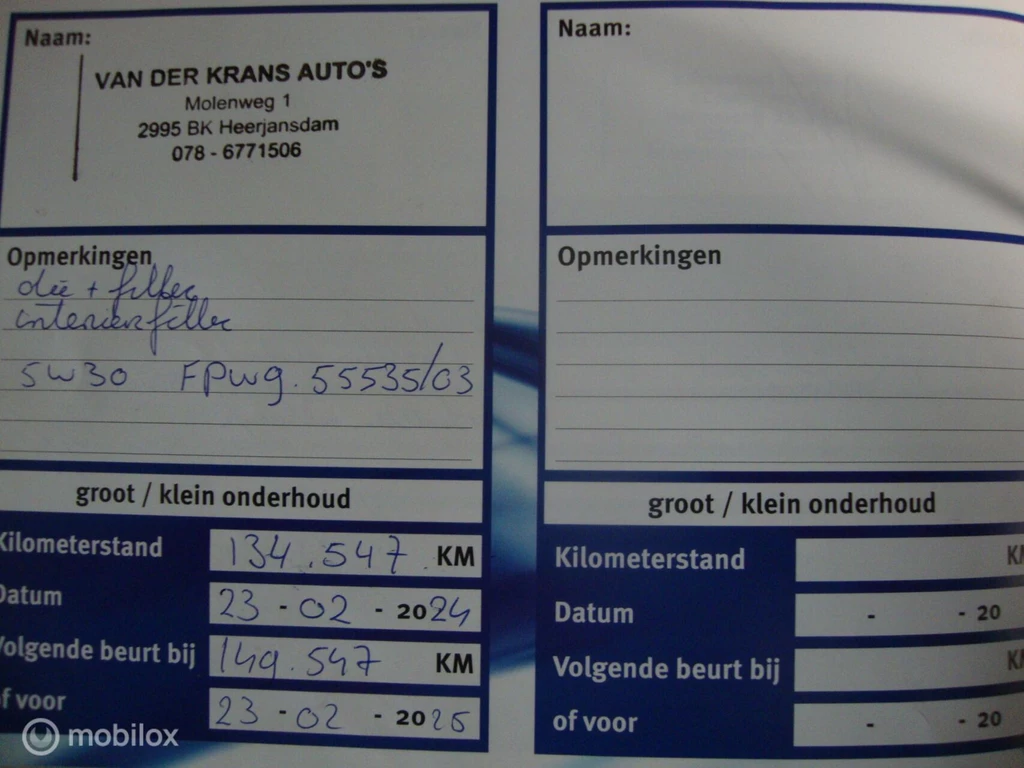 Naam:
VAN DER KRANS AUTO'S
Molenweg 1
2995 BK Heerjansdam
078 - 6771506
Opmerkingen
olie + filter
interieurfilter
5W30 FPwg. 55535/03
groot / klein onderhoud
Kilometerstand 134.547 KM
Datum 23 - 02 - 2024
Volgende beurt bij 149.547 KM
of voor 23 - 02 - 2025
Naam:
Opmerkingen
groot / klein onderhoud
Kilometerstand KM
Datum - - 20
Volgende beurt bij KM
of voor - - 20
mobilox